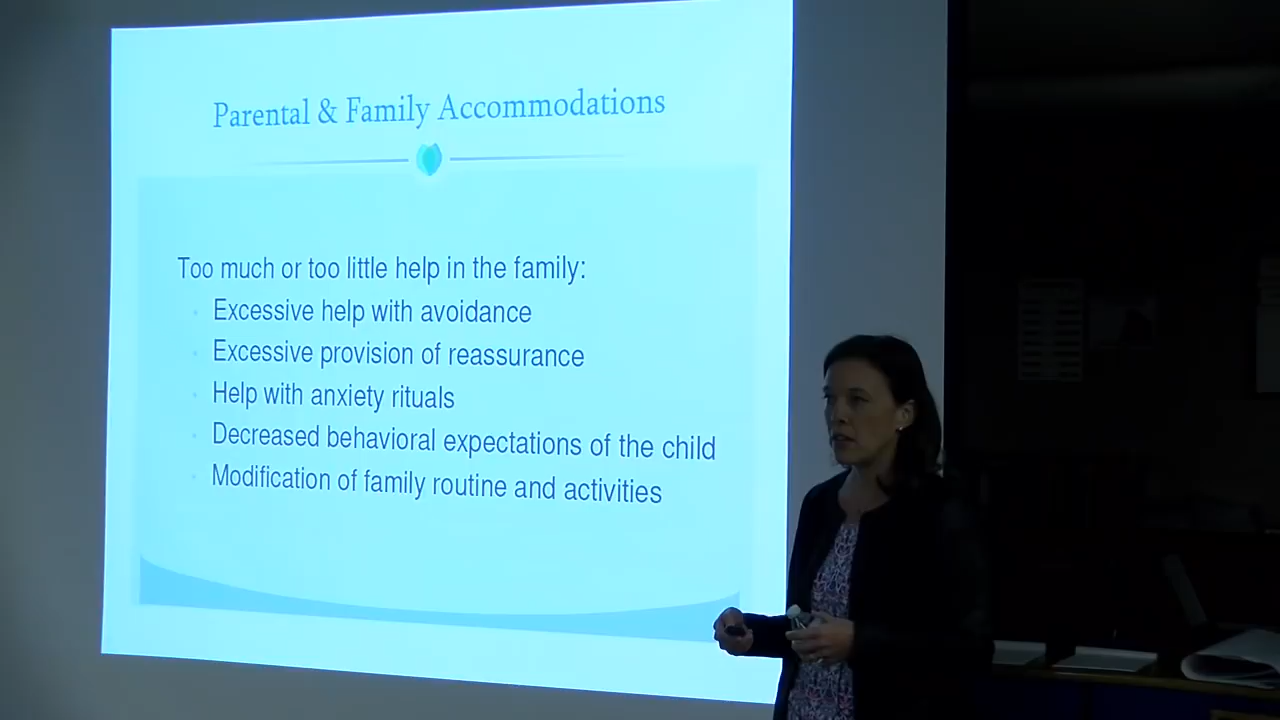 Parental & Family Accommodations
Too much or too little help in the family:
Excessive help with avoidance
Excessive provision of reassurance
Help with anxiety rituals
Decreased behavioral expectations of the child
Modification of family routine and activities